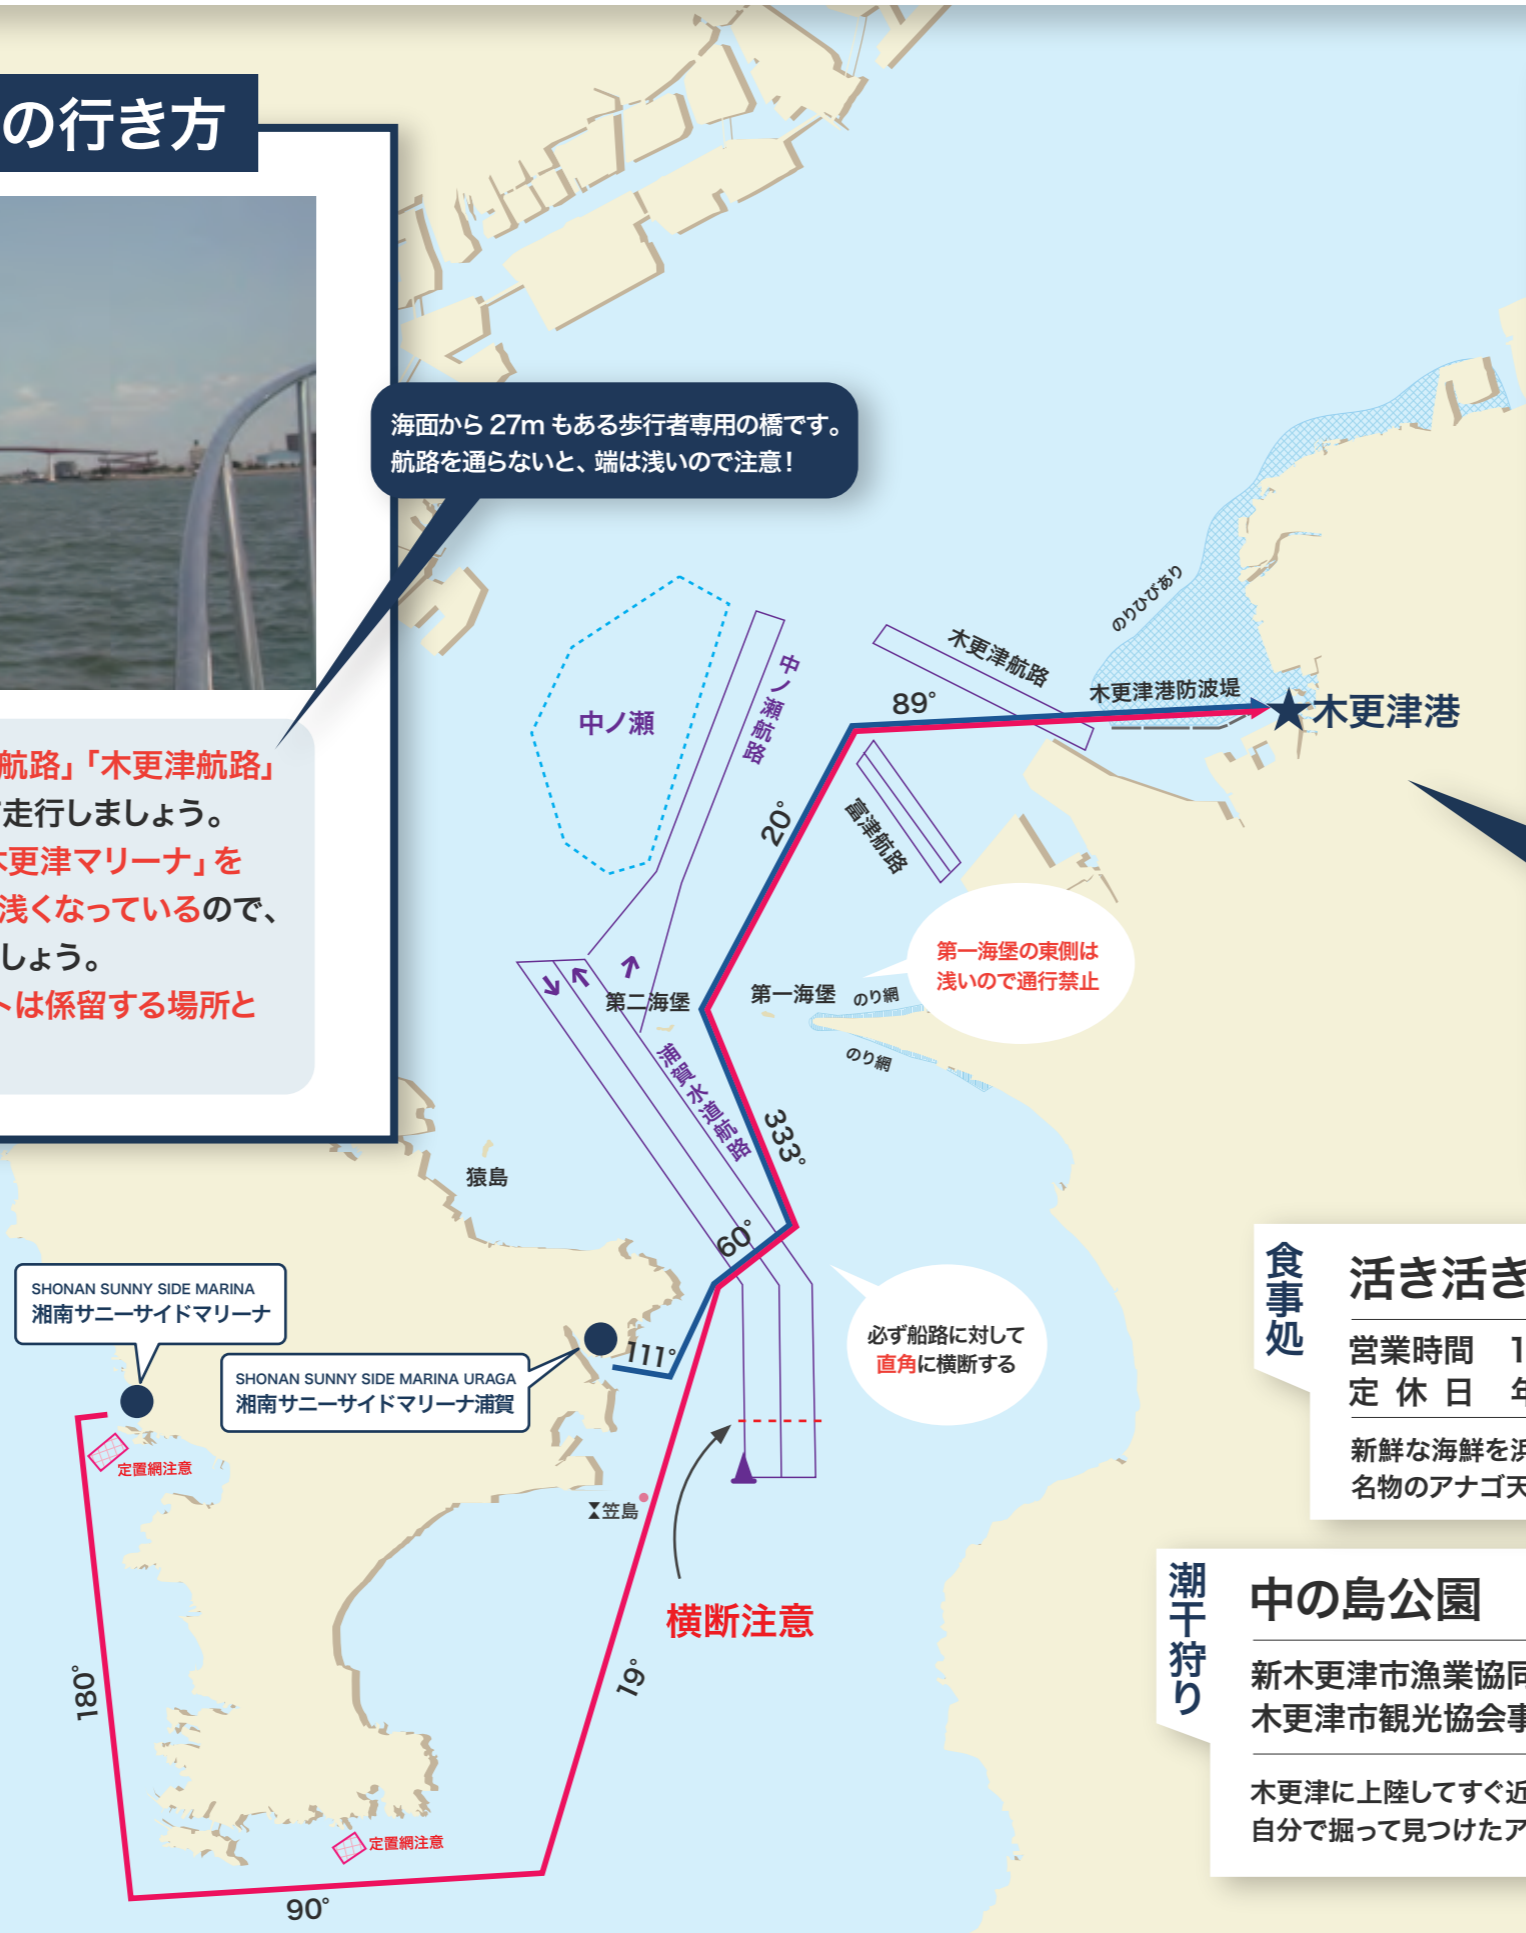 の行き方
海面から 27m もある歩行者専用の橋です。
航路を通らないと、端は浅いので注意!
航路」「木更津航路」
走行しましょう。
更津マリーナ」を
浅くなっているので、
しょう。
トは係留する場所と
中ノ瀬
中ノ瀬航路
木更津航路
のりひびあり
木更津港防波堤
89°
木更津港
20°
富津航路
第一海堡の東側は
浅いので通行禁止
第二海堡
第一海堡
のり網
のり網
浦賀水道航路
333°
猿島
60°
必ず船路に対して
直角に横断する
SHONAN SUNNY SIDE MARINA
湘南サニーサイドマリーナ
SHONAN SUNNY SIDE MARINA URAGA
湘南サニーサイドマリーナ浦賀
111°
定置網注意
笠島
横断注意
180°
19°
定置網注意
90°
食事処
活き活き
営業時間 1
定 休 日 年
新鮮な海鮮を浜
名物のアナゴ天
潮干狩り
中の島公園
新木更津市漁業協同
木更津市観光協会事
木更津に上陸してすぐ近
自分で掘って見つけたア